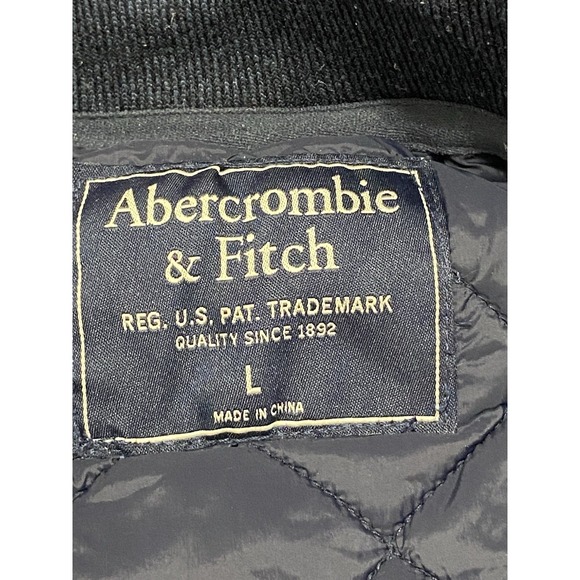 Abercrombie
& Fitch
REG. U.S. PAT. TRADEMARK
QUALITY SINCE 1892
L
MADE IN CHINA